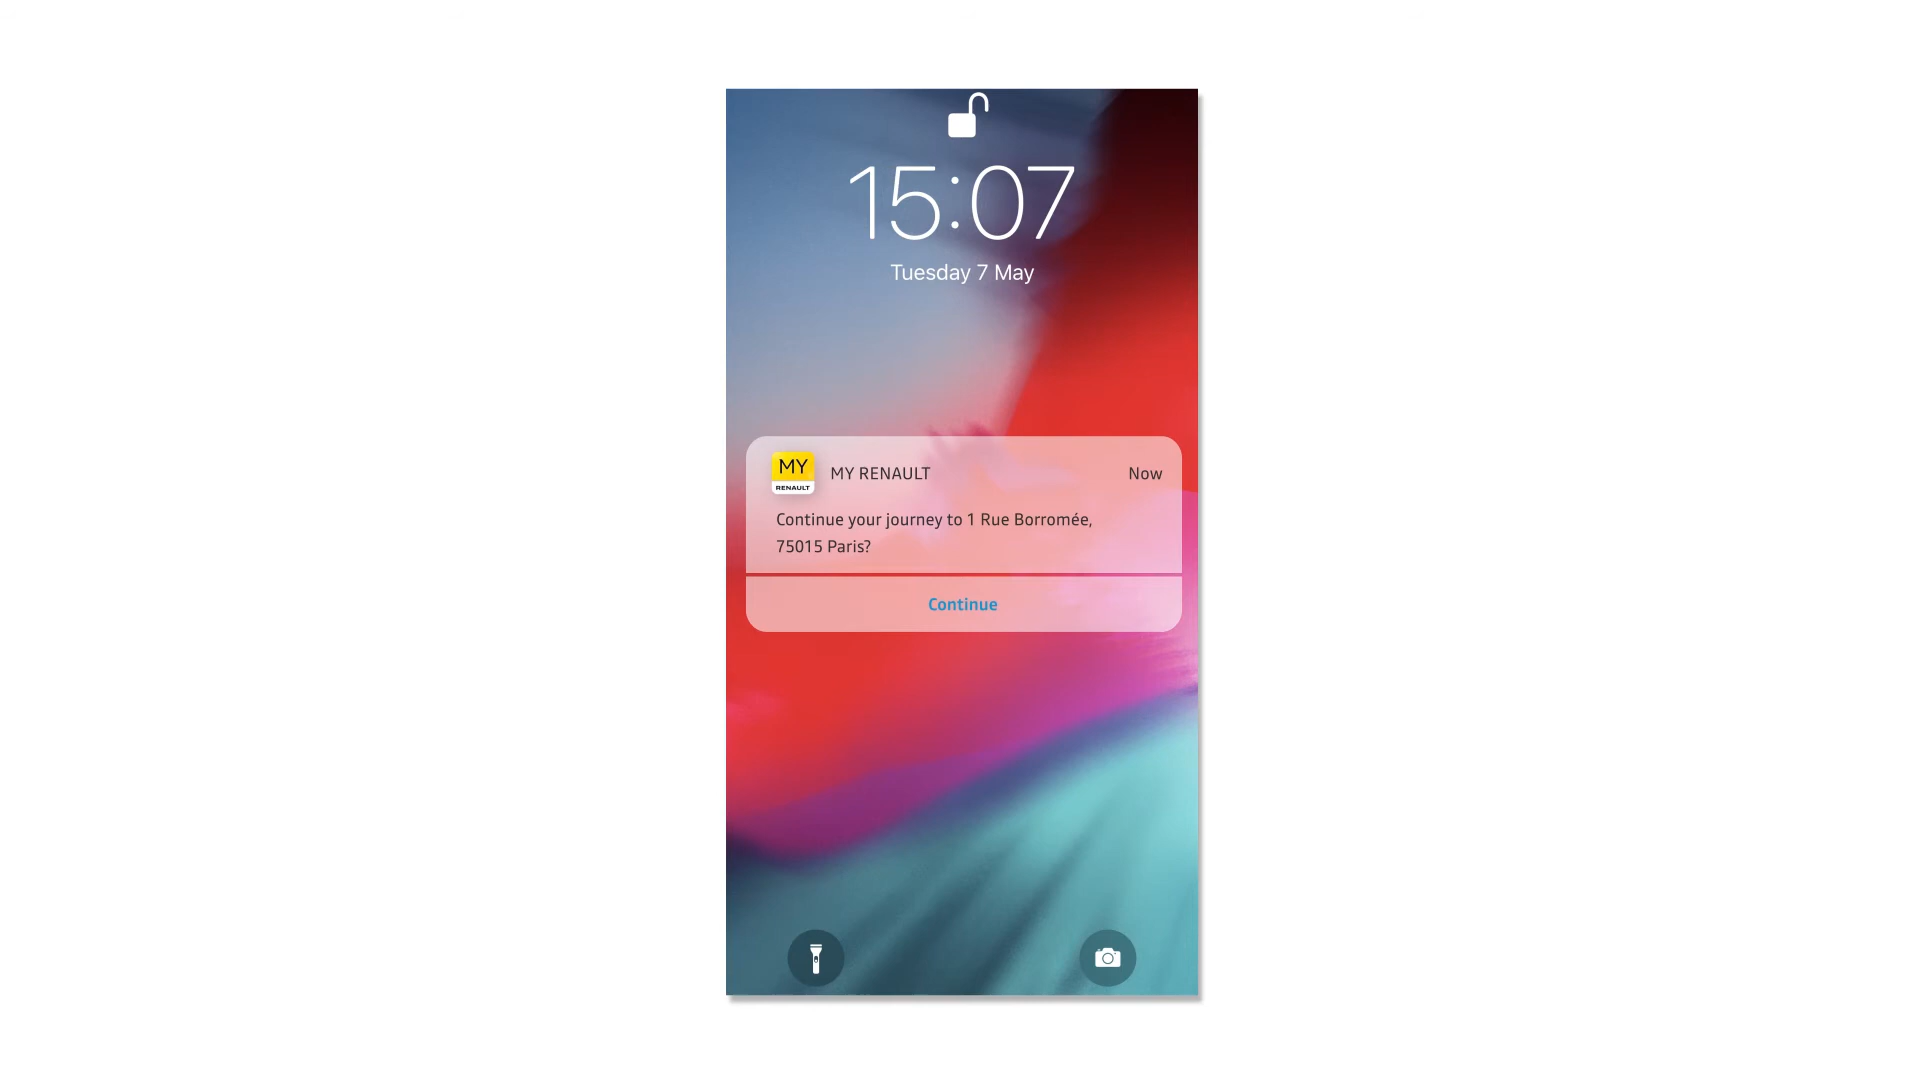 15:07
Tuesday 7 May
MY
RENAULT
MY RENAULT
Now
Continue your journey to 1 Rue Borromée,
75015 Paris?
Continue